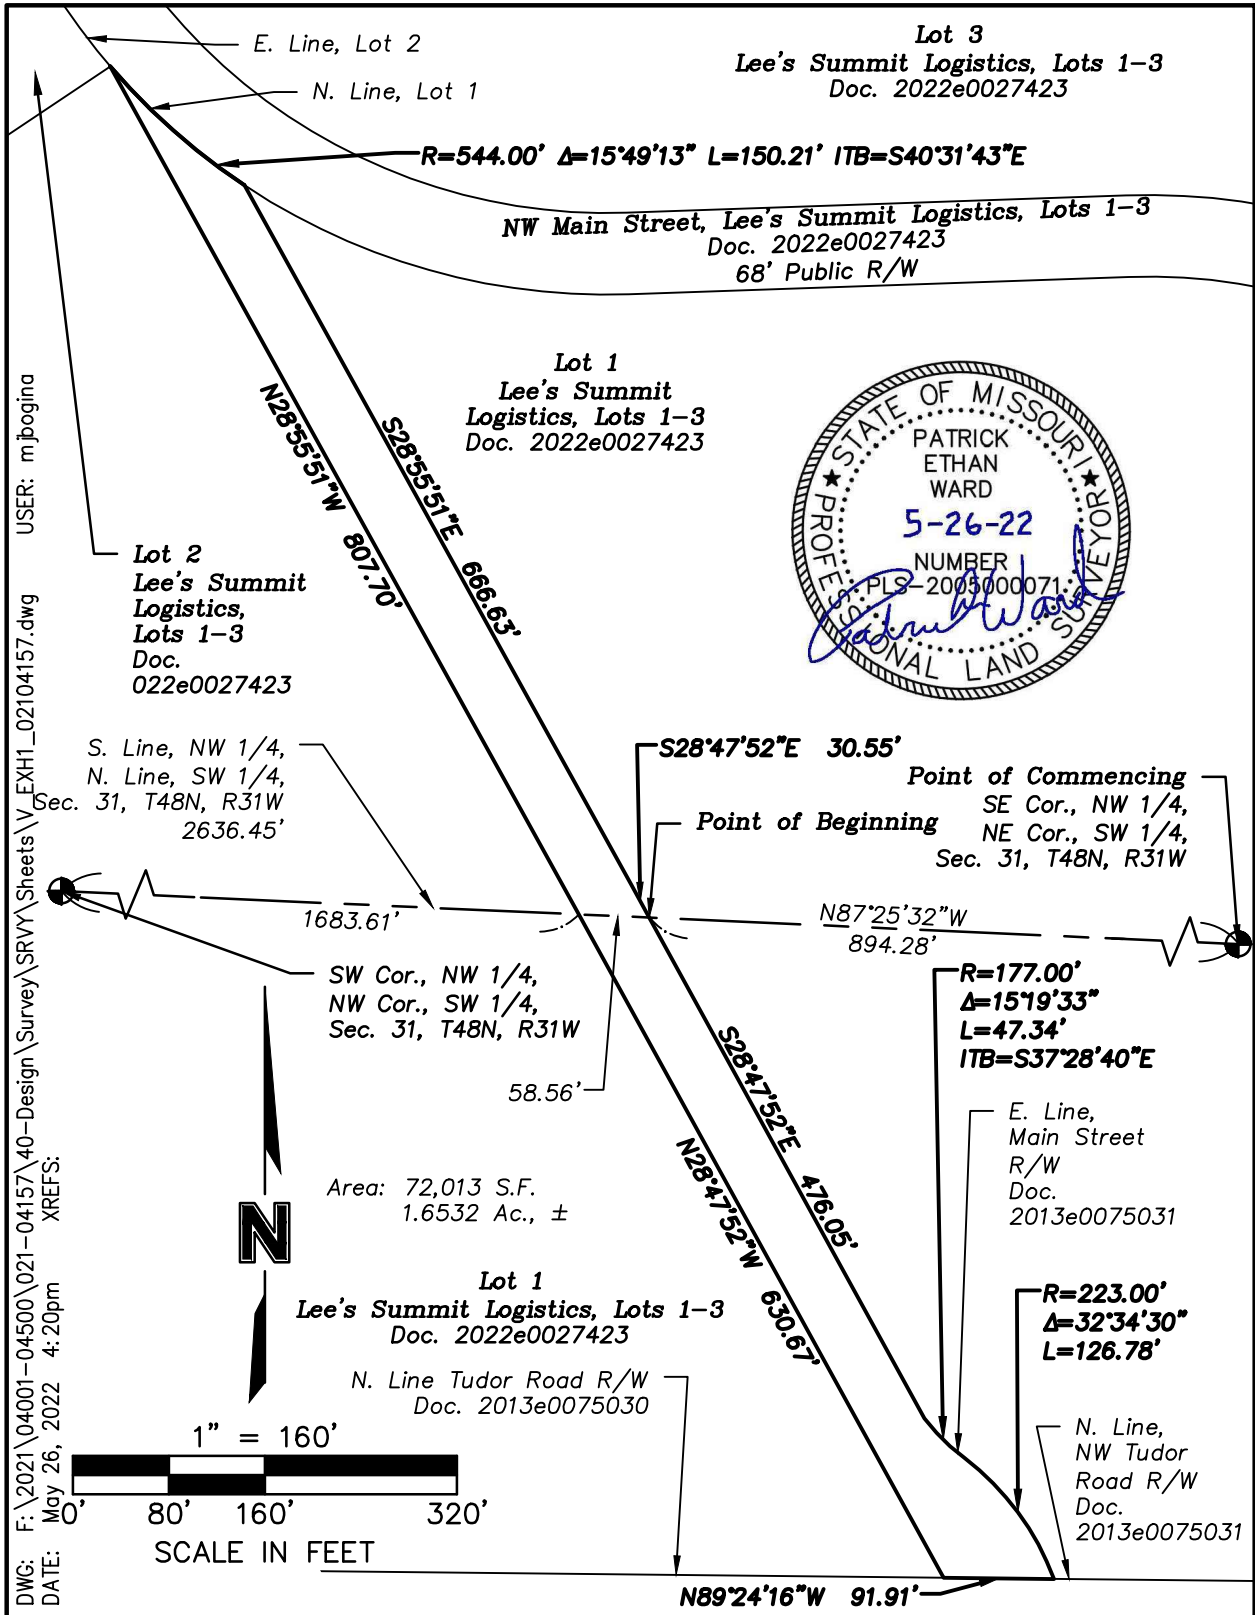 E. Line, Lot 2
N. Line, Lot 1
Lot 3
Lee's Summit Logistics, Lots 1-3
Doc. 2022e0027423
R=544.00' Δ=15°49'13" L=150.21' ITB=S40°31'43"E
NW Main Street, Lee's Summit Logistics, Lots 1-3
Doc. 2022e0027423
68' Public R/W
Lot 1
Lee's Summit
Logistics, Lots 1-3
Doc. 2022e0027423
N28°55'51"W 807.70'
S28°55'51"E 666.63'
STATE OF MISSOURI
PATRICK
ETHAN
WARD
5-26-22
NUMBER
PLS-2005000071
PROFESSIONAL LAND SURVEYOR
Patrick E Ward
Lot 2
Lee's Summit
Logistics,
Lots 1-3
Doc.
022e0027423
S. Line, NW 1/4,
N. Line, SW 1/4,
Sec. 31, T48N, R31W
2636.45'
S28°47'52"E 30.55'
Point of Commencing
SE Cor., NW 1/4,
NE Cor., SW 1/4,
Sec. 31, T48N, R31W
Point of Beginning
1683.61'
N87°25'32"W
894.28'
SW Cor., NW 1/4,
NW Cor., SW 1/4,
Sec. 31, T48N, R31W
58.56'
R=177.00'
Δ=15°19'33"
L=47.34'
ITB=S37°28'40"E
S28°47'52"E 476.05'
N28°47'52"W 630.67'
E. Line,
Main Street
R/W
Doc.
2013e0075031
Area: 72,013 S.F.
1.6532 Ac., ±
N
Lot 1
Lee's Summit Logistics, Lots 1-3
Doc. 2022e0027423
R=223.00'
Δ=32°34'30"
L=126.78'
N. Line Tudor Road R/W
Doc. 2013e0075030
N. Line,
NW Tudor
Road R/W
Doc.
2013e0075031
1" = 160'
0' 80' 160' 320'
SCALE IN FEET
N89°24'16"W 91.91'
DWG: F:\2021\04001-04500\021-04157\40-Design\Survey\SRVY\Sheets\V_EXH1_02104157.dwg USER: mjbogina
DATE: May 26, 2022 4:20pm XREFS: